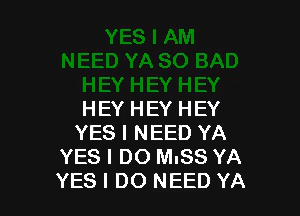 YES I AM
NEED YA SO BAD
HEY HEY HEY
HEY HEY HEY
YES I NEED YA
YES I DO MISS YA
YES I DO NEED YA